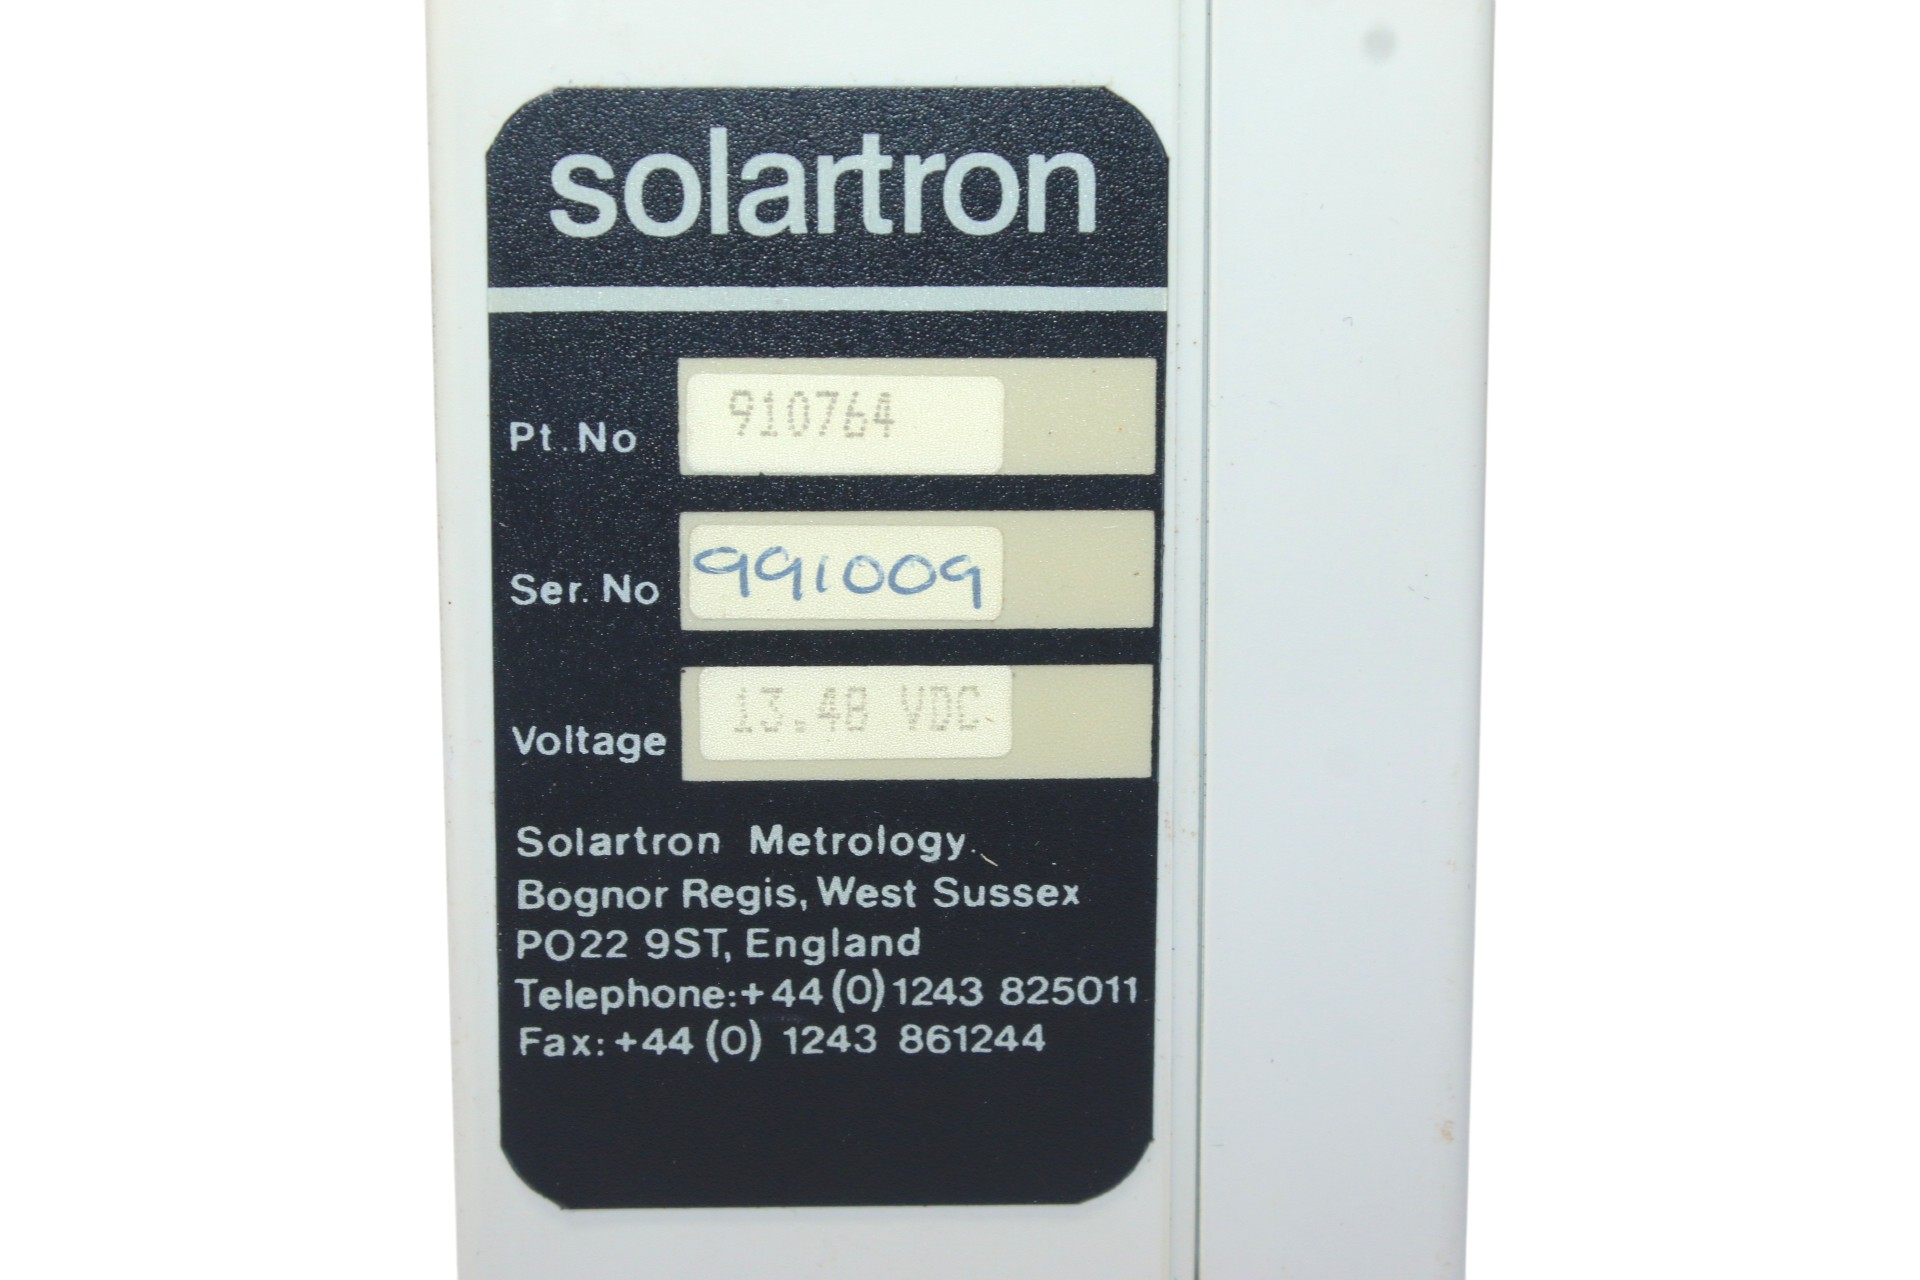 solartron
Pt. No 910764
Ser. No 991009
Voltage 13.48 VDC
Solartron Metrology.
Bognor Regis, West Sussex
PO22 9ST, England
Telephone:+44(0)1243 825011
Fax:+44(0) 1243 861244